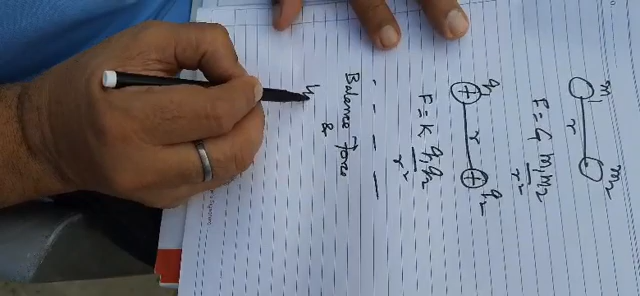 m₁ m₂
r
F = G m₁m₂
r²
q₁ q₂
+ r +
F = K q₁q₂
r²
- - - -
Balance Force
&